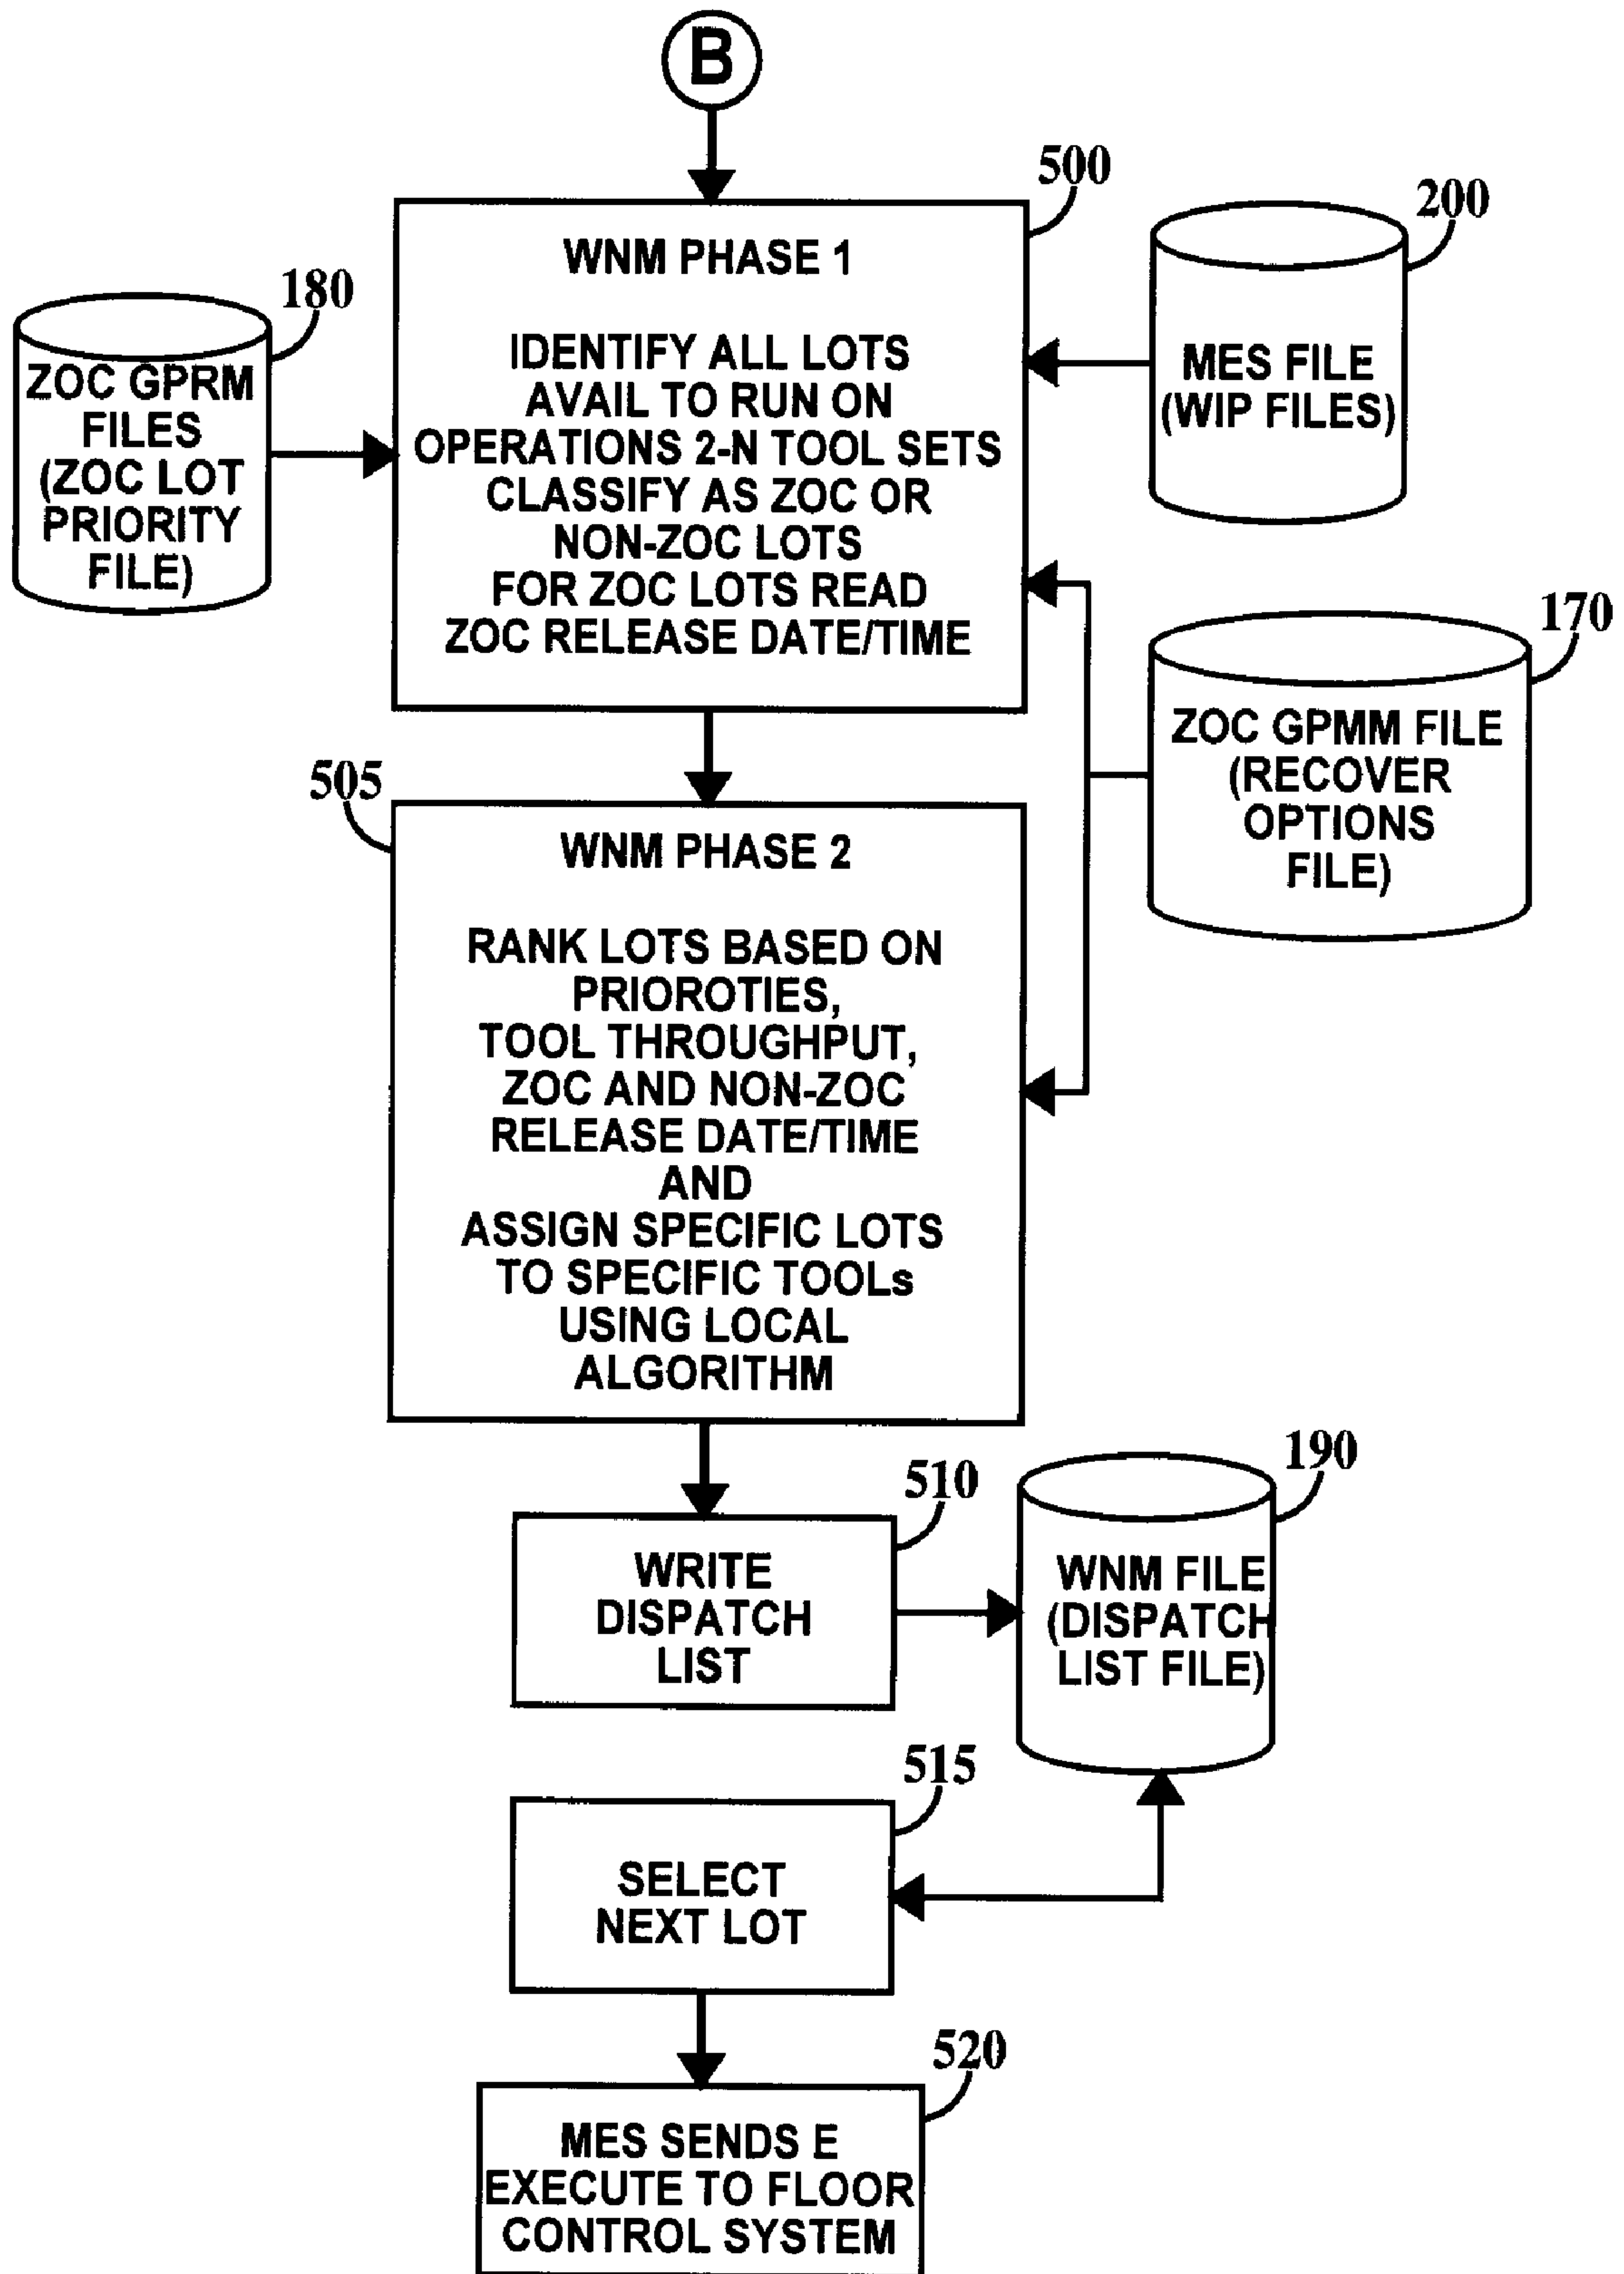 B
500
WNM PHASE 1
IDENTIFY ALL LOTS
AVAIL TO RUN ON
OPERATIONS 2-N TOOL SETS
CLASSIFY AS ZOC OR
NON-ZOC LOTS
FOR ZOC LOTS READ
ZOC RELEASE DATE/TIME
200
MES FILE
(WIP FILES)
180
ZOC GPRM
FILES
(ZOC LOT
PRIORITY
FILE)
170
ZOC GPMM FILE
(RECOVER
OPTIONS
FILE)
505
WNM PHASE 2
RANK LOTS BASED ON
PRIOROTIES,
TOOL THROUGHPUT,
ZOC AND NON-ZOC
RELEASE DATE/TIME
AND
ASSIGN SPECIFIC LOTS
TO SPECIFIC TOOLs
USING LOCAL
ALGORITHM
510
WRITE
DISPATCH
LIST
190
WNM FILE
(DISPATCH
LIST FILE)
515
SELECT
NEXT LOT
520
MES SENDS E
EXECUTE TO FLOOR
CONTROL SYSTEM